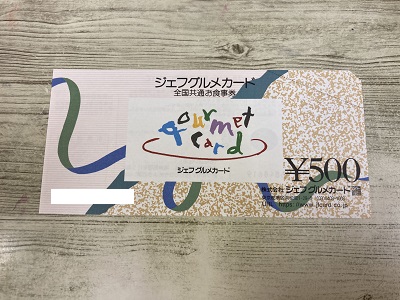 ジェフグルメカード
全国共通お食事券
gourmet
card
ジェフグルメカード
¥500
株式会社 ジェフグルメカード